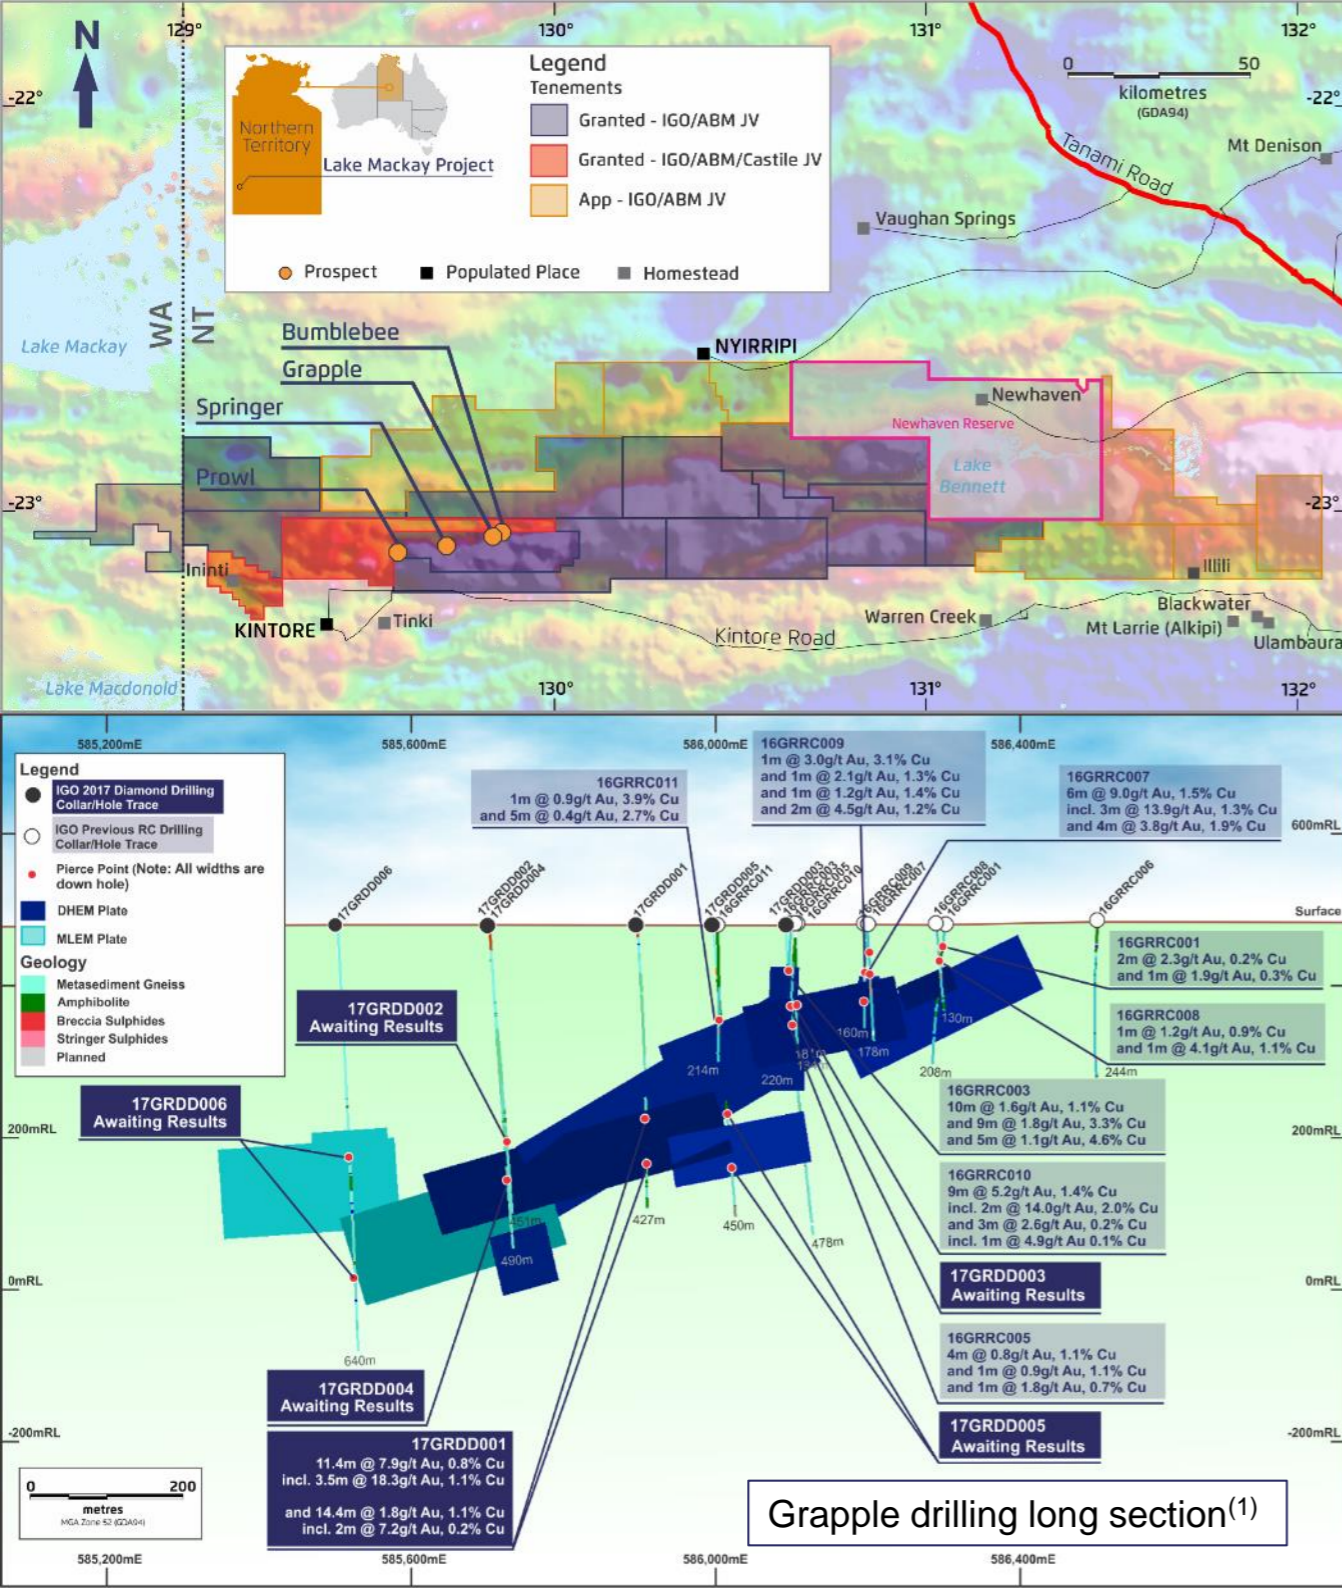 129°
130°
131°
132°
N
-22°
-22°
Northern
Territory
Lake Mackay Project
Legend
Tenements
Granted - IGO/ABM JV
Granted - IGO/ABM/Castile JV
App - IGO/ABM JV
Prospect
Populated Place
Homestead
0
50
kilometres
(GDA94)
Tanami Road
Mt Denison
Vaughan Springs
WA
NT
Lake Mackay
Bumblebee
Grapple
Springer
Prowl
NYIRRIPI
Newhaven
Newhaven Reserve
Lake
Bennett
-23°
-23°
Ininti
KINTORE
Tinki
Kintore Road
Warren Creek
Illili
Blackwater
Mt Larrie (Alkipi)
Ulambaura
Lake Macdonold
130°
131°
132°
585,200mE
585,600mE
586,000mE
586,400mE
Legend
IGO 2017 Diamond Drilling
Collar/Hole Trace
IGO Previous RC Drilling
Collar/Hole Trace
Pierce Point (Note: All widths are
down hole)
DHEM Plate
MLEM Plate
Geology
Metasediment Gneiss
Amphibolite
Breccia Sulphides
Stringer Sulphides
Planned
16GRRC011
1m @ 0.9g/t Au, 3.9% Cu
and 5m @ 0.4g/t Au, 2.7% Cu
16GRRC009
1m @ 3.0g/t Au, 3.1% Cu
and 1m @ 2.1g/t Au, 1.3% Cu
and 1m @ 1.2g/t Au, 1.4% Cu
and 2m @ 4.5g/t Au, 1.2% Cu
16GRRC007
6m @ 9.0g/t Au, 1.5% Cu
incl. 3m @ 13.9g/t Au, 1.3% Cu
and 4m @ 3.8g/t Au, 1.9% Cu
600mRL
17GRDD006
17GRDD002
17GRDD004
17GRDD001
17GRDD005
16GRRC011
17GRDD003
16GRRC003
16GRRC005
16GRRC010
16GRRC009
16GRRC007
16GRRC008
16GRRC001
16GRRC006
Surface
16GRRC001
2m @ 2.3g/t Au, 0.2% Cu
and 1m @ 1.9g/t Au, 0.3% Cu
17GRDD002
Awaiting Results
16GRRC008
1m @ 1.2g/t Au, 0.9% Cu
and 1m @ 4.1g/t Au, 1.1% Cu
130m
160m
178m
214m
220m
208m
244m
17GRDD006
Awaiting Results
16GRRC003
10m @ 1.6g/t Au, 1.1% Cu
and 9m @ 1.8g/t Au, 3.3% Cu
and 5m @ 1.1g/t Au, 4.6% Cu
200mRL
200mRL
16GRRC010
9m @ 5.2g/t Au, 1.4% Cu
incl. 2m @ 14.0g/t Au, 2.0% Cu
and 3m @ 2.6g/t Au, 0.2% Cu
incl. 1m @ 4.9g/t Au 0.1% Cu
451m
427m
450m
478m
490m
17GRDD003
Awaiting Results
0mRL
0mRL
640m
16GRRC005
4m @ 0.8g/t Au, 1.1% Cu
and 1m @ 0.9g/t Au, 1.1% Cu
and 1m @ 1.8g/t Au, 0.7% Cu
17GRDD004
Awaiting Results
17GRDD005
Awaiting Results
-200mRL
-200mRL
17GRDD001
11.4m @ 7.9g/t Au, 0.8% Cu
incl. 3.5m @ 18.3g/t Au, 1.1% Cu
and 14.4m @ 1.8g/t Au, 1.1% Cu
incl. 2m @ 7.2g/t Au, 0.2% Cu
0
200
metres
MGA Zone 52 (GDA94)
Grapple drilling long section(1)
585,200mE
585,600mE
586,000mE
586,400mE